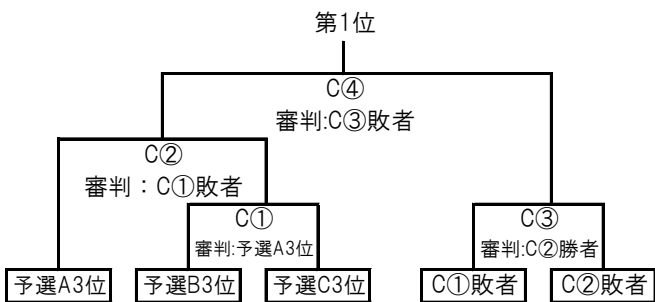 第1位
C④
審判:C③敗者
C②
審判：C①敗者
C①
審判:予選A3位
C③
審判:C②勝者
予選A3位
予選B3位
予選C3位
C①敗者
C②敗者